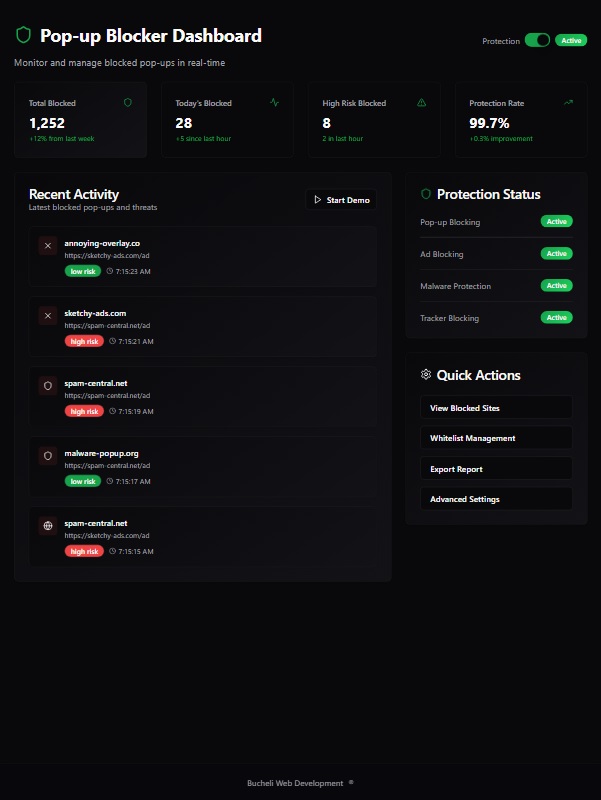 Pop-up Blocker Dashboard
Monitor and manage blocked pop-ups in real-time
Protection Active
Total Blocked
1,252
+12% from last week
Today's Blocked
28
+5 since last hour
High Risk Blocked
8
2 in last hour
Protection Rate
99.7%
+0.3% improvement
Recent Activity
Latest blocked pop-ups and threats
Start Demo
annoying-overlay.co
https://sketchy-ads.com/ad
low risk 7:15:23 AM
sketchy-ads.com
https://spam-central.net/ad
high risk 7:15:21 AM
spam-central.net
https://spam-central.net/ad
high risk 7:15:19 AM
malware-popup.org
https://spam-central.net/ad
low risk 7:15:17 AM
spam-central.net
https://sketchy-ads.com/ad
high risk 7:15:15 AM
Protection Status
Pop-up Blocking Active
Ad Blocking Active
Malware Protection Active
Tracker Blocking Active
Quick Actions
View Blocked Sites
Whitelist Management
Export Report
Advanced Settings
Bucheli Web Development ®